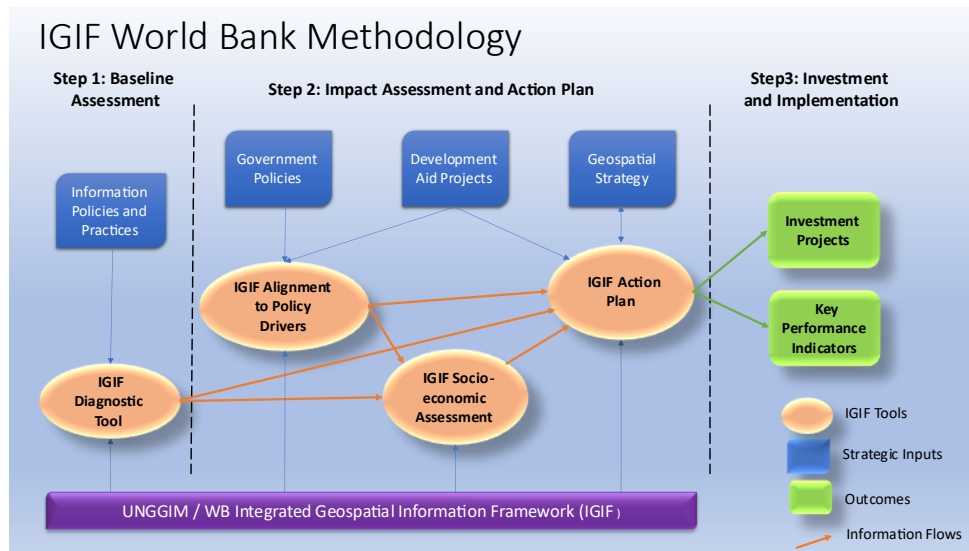 IGIF World Bank Methodology
Step 1: Baseline
Assessment
Step 2: Impact Assessment and Action Plan
Step3: Investment
and Implementation
Information
Policies and
Practices
Government
Policies
Development
Aid Projects
Geospatial
Strategy
Investment
Projects
IGIF Alignment
to Policy
Drivers
IGIF Action
Plan
Key
Performance
Indicators
IGIF
Diagnostic
Tool
IGIF Socio-
economic
Assessment
IGIF Tools
Strategic Inputs
Outcomes
Information Flows
UNGGIM / WB Integrated Geospatial Information Framework (IGIF )